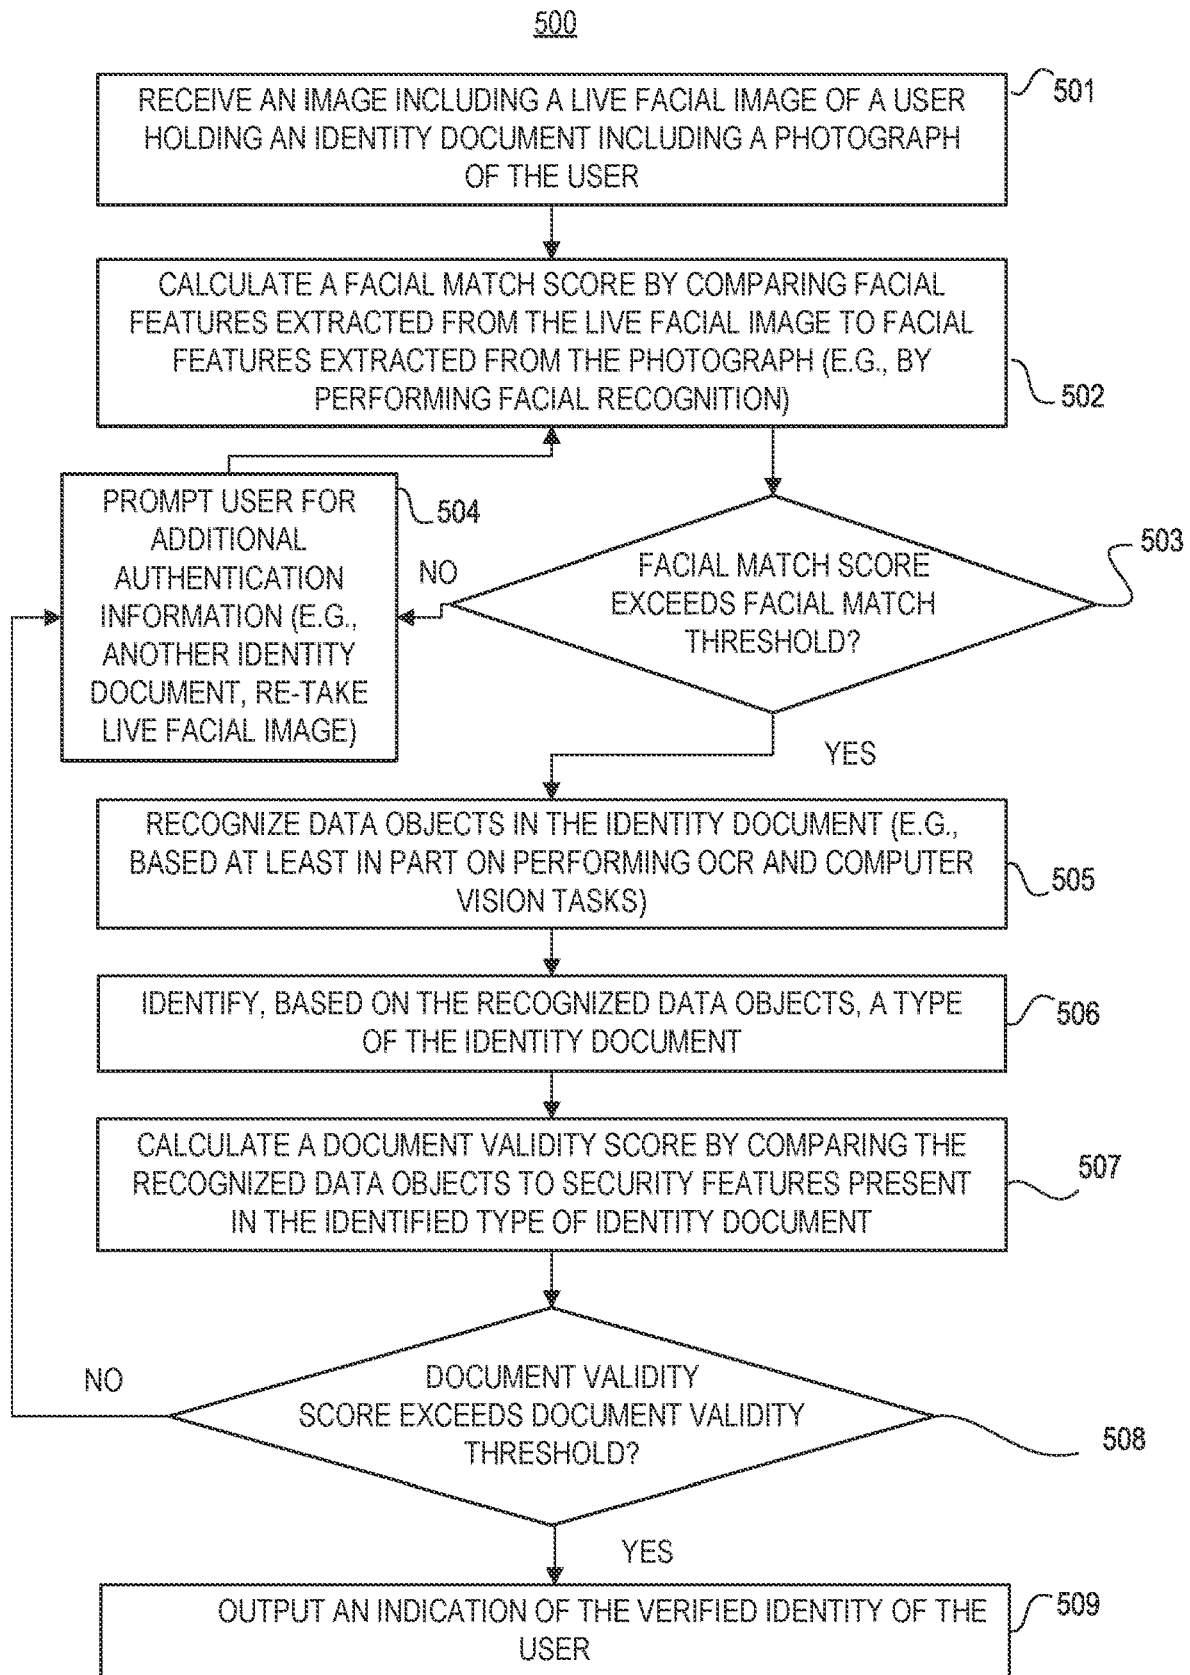 500
RECEIVE AN IMAGE INCLUDING A LIVE FACIAL IMAGE OF A USER
HOLDING AN IDENTITY DOCUMENT INCLUDING A PHOTOGRAPH
OF THE USER
501
CALCULATE A FACIAL MATCH SCORE BY COMPARING FACIAL
FEATURES EXTRACTED FROM THE LIVE FACIAL IMAGE TO FACIAL
FEATURES EXTRACTED FROM THE PHOTOGRAPH (E.G., BY
PERFORMING FACIAL RECOGNITION)
502
PROMPT USER FOR
ADDITIONAL
AUTHENTICATION
INFORMATION (E.G.,
ANOTHER IDENTITY
DOCUMENT, RE-TAKE
LIVE FACIAL IMAGE)
504
NO
FACIAL MATCH SCORE
EXCEEDS FACIAL MATCH
THRESHOLD?
503
YES
RECOGNIZE DATA OBJECTS IN THE IDENTITY DOCUMENT (E.G.,
BASED AT LEAST IN PART ON PERFORMING OCR AND COMPUTER
VISION TASKS)
505
IDENTIFY, BASED ON THE RECOGNIZED DATA OBJECTS, A TYPE
OF THE IDENTITY DOCUMENT
506
CALCULATE A DOCUMENT VALIDITY SCORE BY COMPARING THE
RECOGNIZED DATA OBJECTS TO SECURITY FEATURES PRESENT
IN THE IDENTIFIED TYPE OF IDENTITY DOCUMENT
507
NO
DOCUMENT VALIDITY
SCORE EXCEEDS DOCUMENT VALIDITY
THRESHOLD?
508
YES
OUTPUT AN INDICATION OF THE VERIFIED IDENTITY OF THE
USER
509